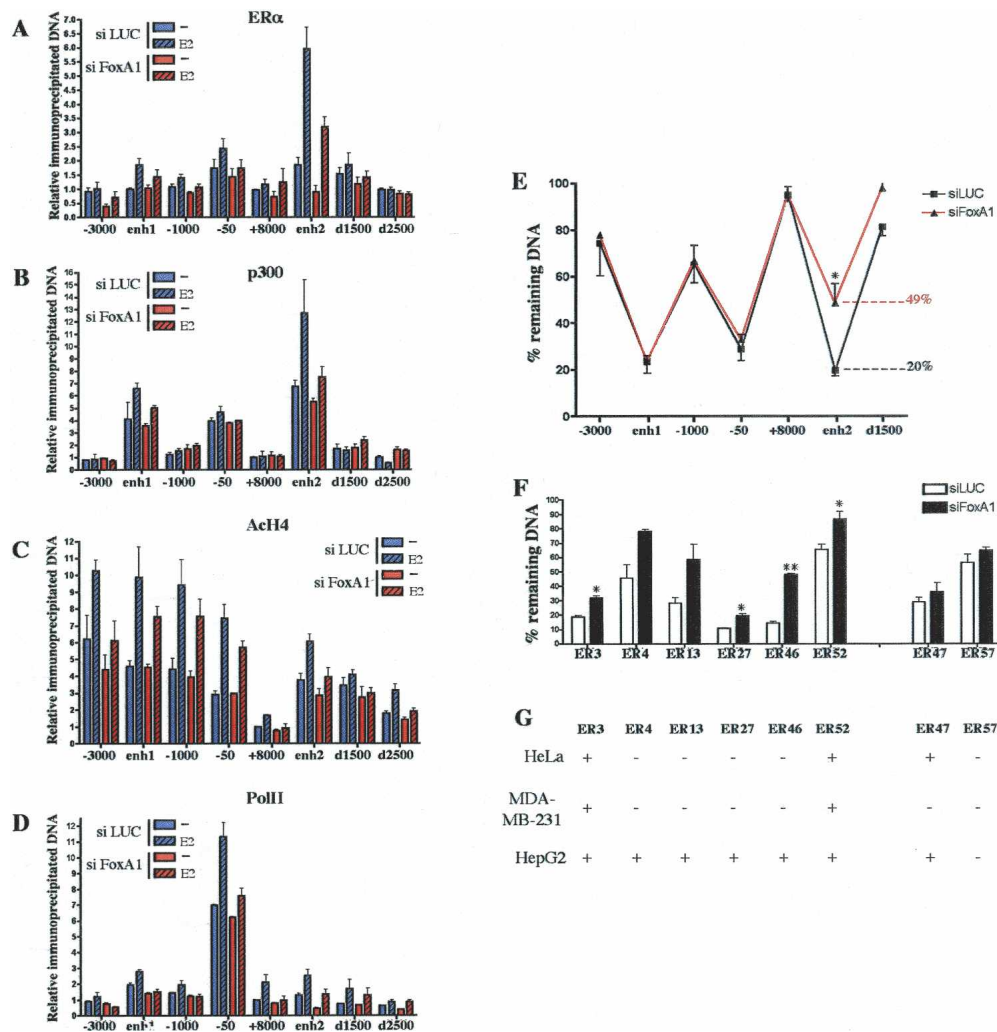 A
ERα
Relative immunoprecipitated DNA
7.0
6.5
6.0
5.5
5.0
4.5
4.0
3.5
3.0
2.5
2.0
1.5
1.0
0.5
0.0
si LUC
–
E2
si FoxA1
–
E2
-3000 enh1 -1000 -50 +8000 enh2 d1500 d2500
B
p300
Relative immunoprecipitated DNA
16
15
14
13
12
11
10
9
8
7
6
5
4
3
2
1
0
si LUC
–
E2
si FoxA1
–
E2
-3000 enh1 -1000 -50 +8000 enh2 d1500 d2500
C
AcH4
Relative immunoprecipitated DNA
12
11
10
9
8
7
6
5
4
3
2
1
0
si LUC
–
E2
si FoxA1
–
E2
-3000 enh1 -1000 -50 +8000 enh2 d1500 d2500
D
PolII
Relative immunoprecipitated DNA
12
11
10
9
8
7
6
5
4
3
2
1
0
si LUC
–
E2
si FoxA1
–
E2
-3000 enh1 -1000 -50 +8000 enh2 d1500 d2500
E
% remaining DNA
100
80
60
40
20
0
siLUC
siFoxA1
*
49%
20%
-3000 enh1 -1000 -50 +8000 enh2 d1500
F
% remaining DNA
100
90
80
70
60
50
40
30
20
10
0
siLUC
siFoxA1
* * ** *
ER3 ER4 ER13 ER27 ER46 ER52 ER47 ER57
G
ER3 ER4 ER13 ER27 ER46 ER52 ER47 ER57
HeLa + - - - - + + -
MDA-
MB-231 + - - - - + - -
HepG2 + + + + + + + -